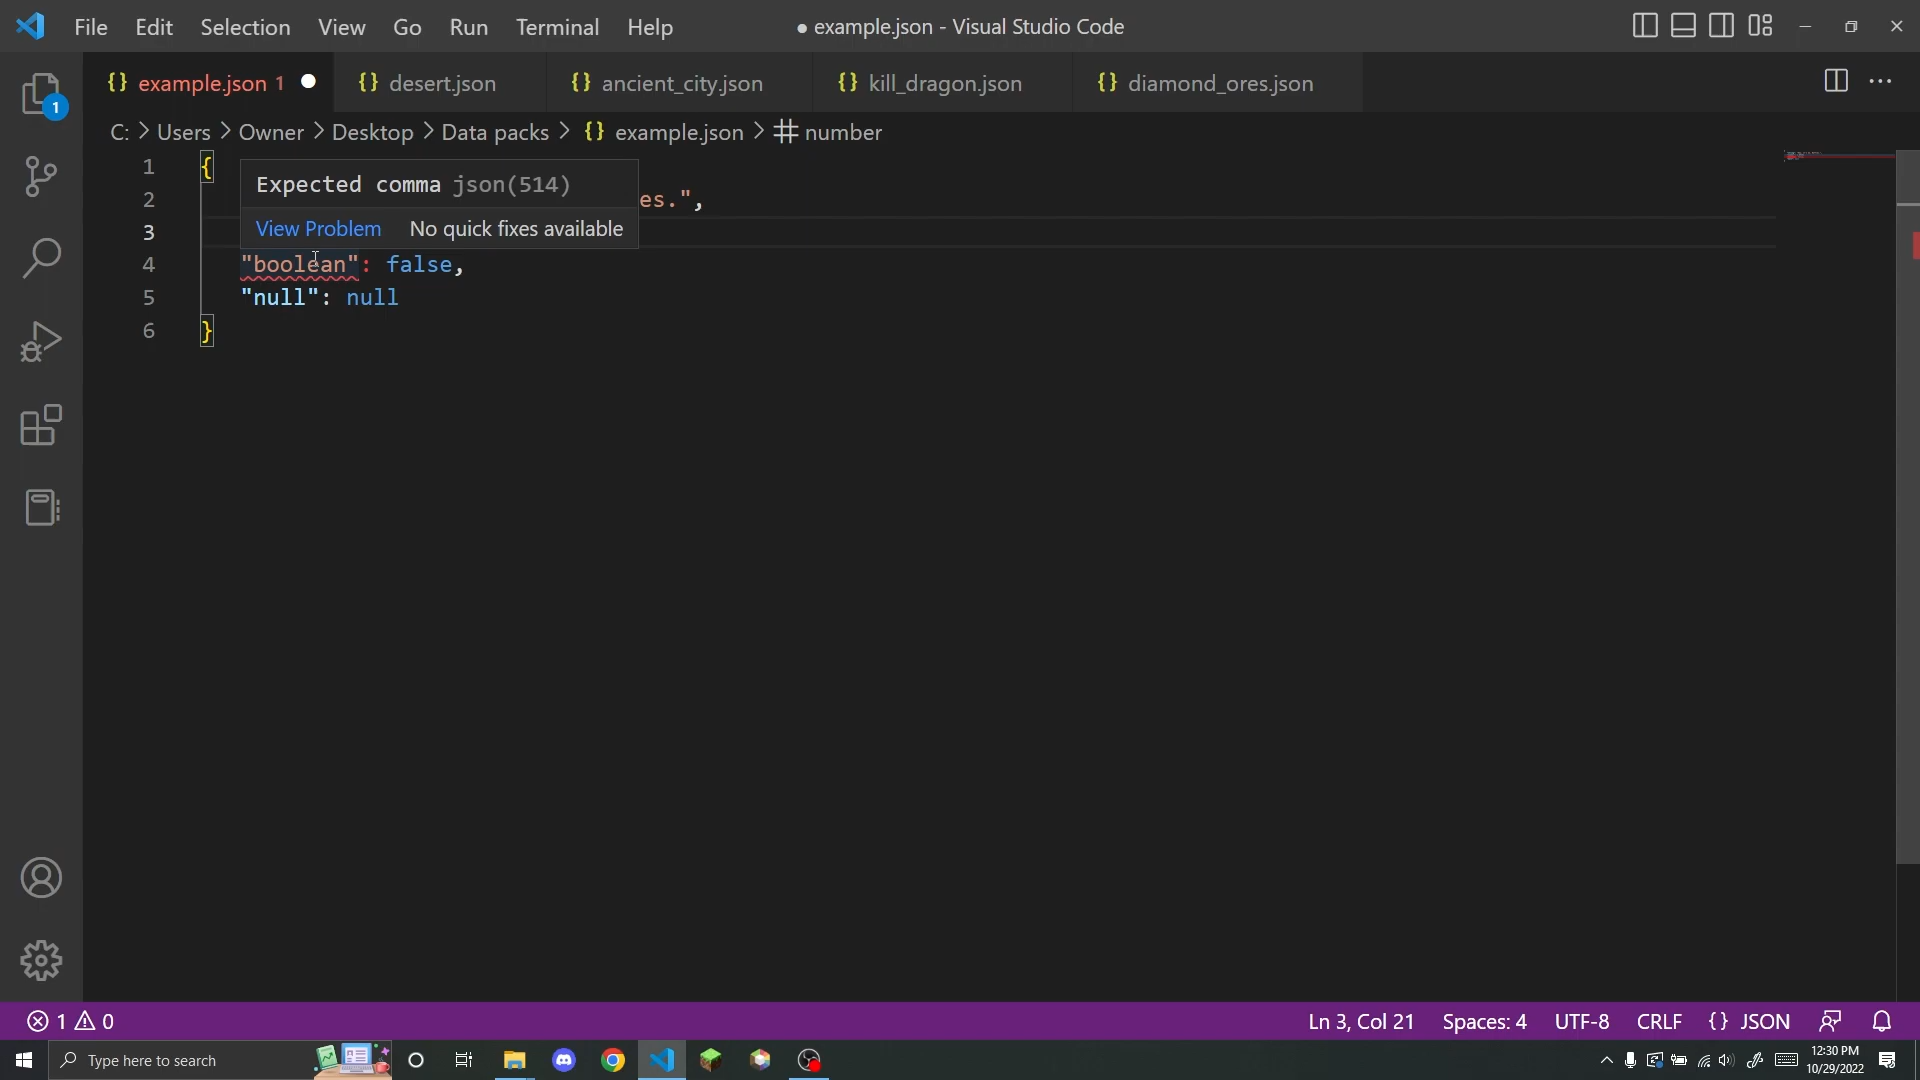 File Edit Selection View Go Run Terminal Help ● example.json - Visual Studio Code
{} example.json 1 ● {} desert.json {} ancient_city.json {} kill_dragon.json {} diamond_ores.json
1
C: > Users > Owner > Desktop > Data packs > {} example.json > # number
1 {
Expected comma json(514)
2 es.",
View Problem No quick fixes available
3
4 "boolean": false,
5 "null": null
6 }
1 0 Ln 3, Col 21 Spaces: 4 UTF-8 CRLF {} JSON
Type here to search 12:30 PM
10/29/2022